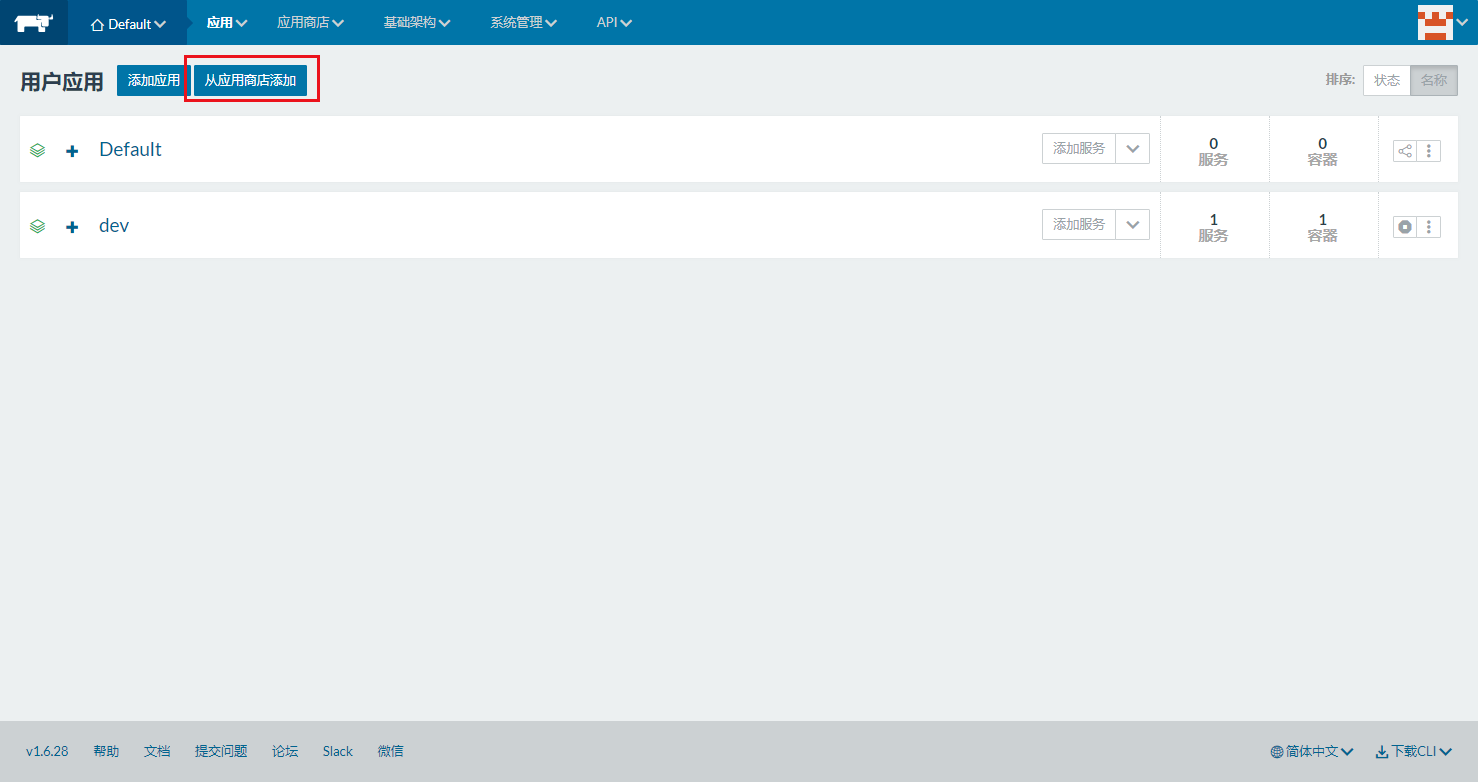 Default 应用 应用商店 基础架构 系统管理 API
用户应用 添加应用 从应用商店添加 排序: 状态 名称
Default 添加服务 0 服务 0 容器
dev 添加服务 1 服务 1 容器
v1.6.28 帮助 文档 提交问题 论坛 Slack 微信 简体中文 下载CLI